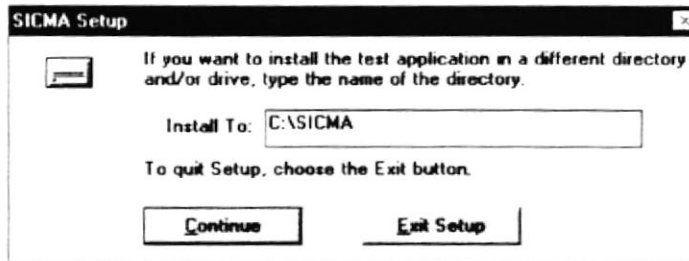 SICMA Setup
If you want to install the test application in a different directory
and/or drive, type the name of the directory.
Install To: C:\SICMA
To quit Setup, choose the Exit button.
Continue Exit Setup